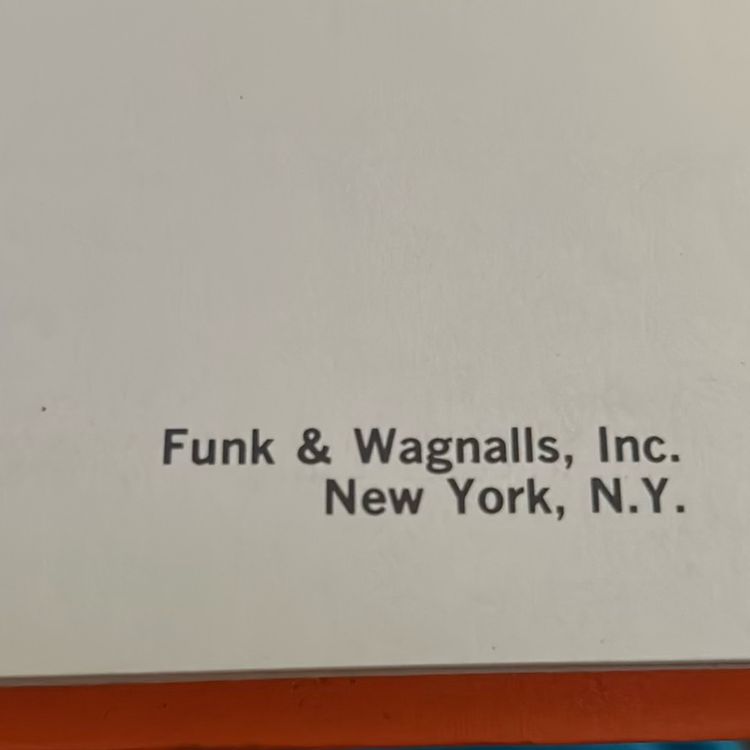 Funk & Wagnalls, Inc.
New York, N.Y.